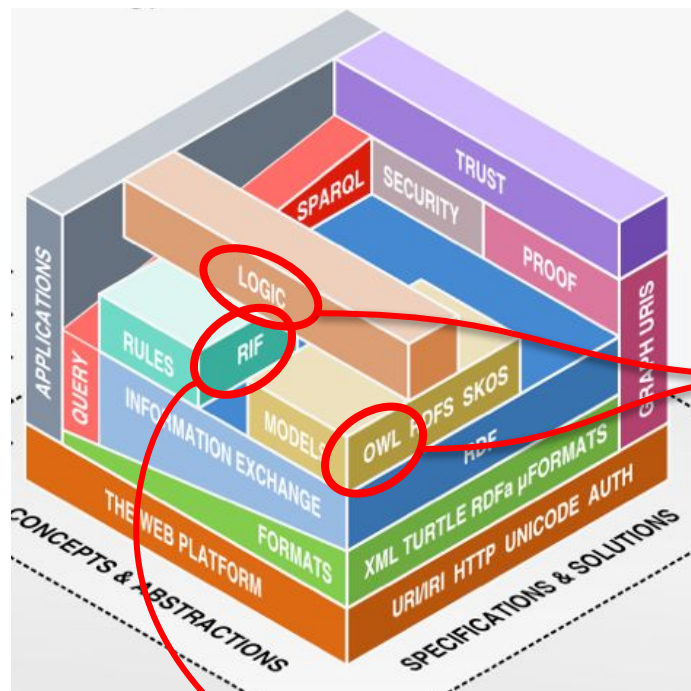 TRUST
SPARQL
SECURITY
PROOF
LOGIC
APPLICATIONS
GRAPH URIS
RULES
RIF
QUERY
MODELS
OWL RDFS SKOS
INFORMATION EXCHANGE
RDF
FORMATS
XML TURTLE RDFa µFORMATS
THE WEB PLATFORM
URI/IRI HTTP UNICODE AUTH
CONCEPTS & ABSTRACTIONS
SPECIFICATIONS & SOLUTIONS